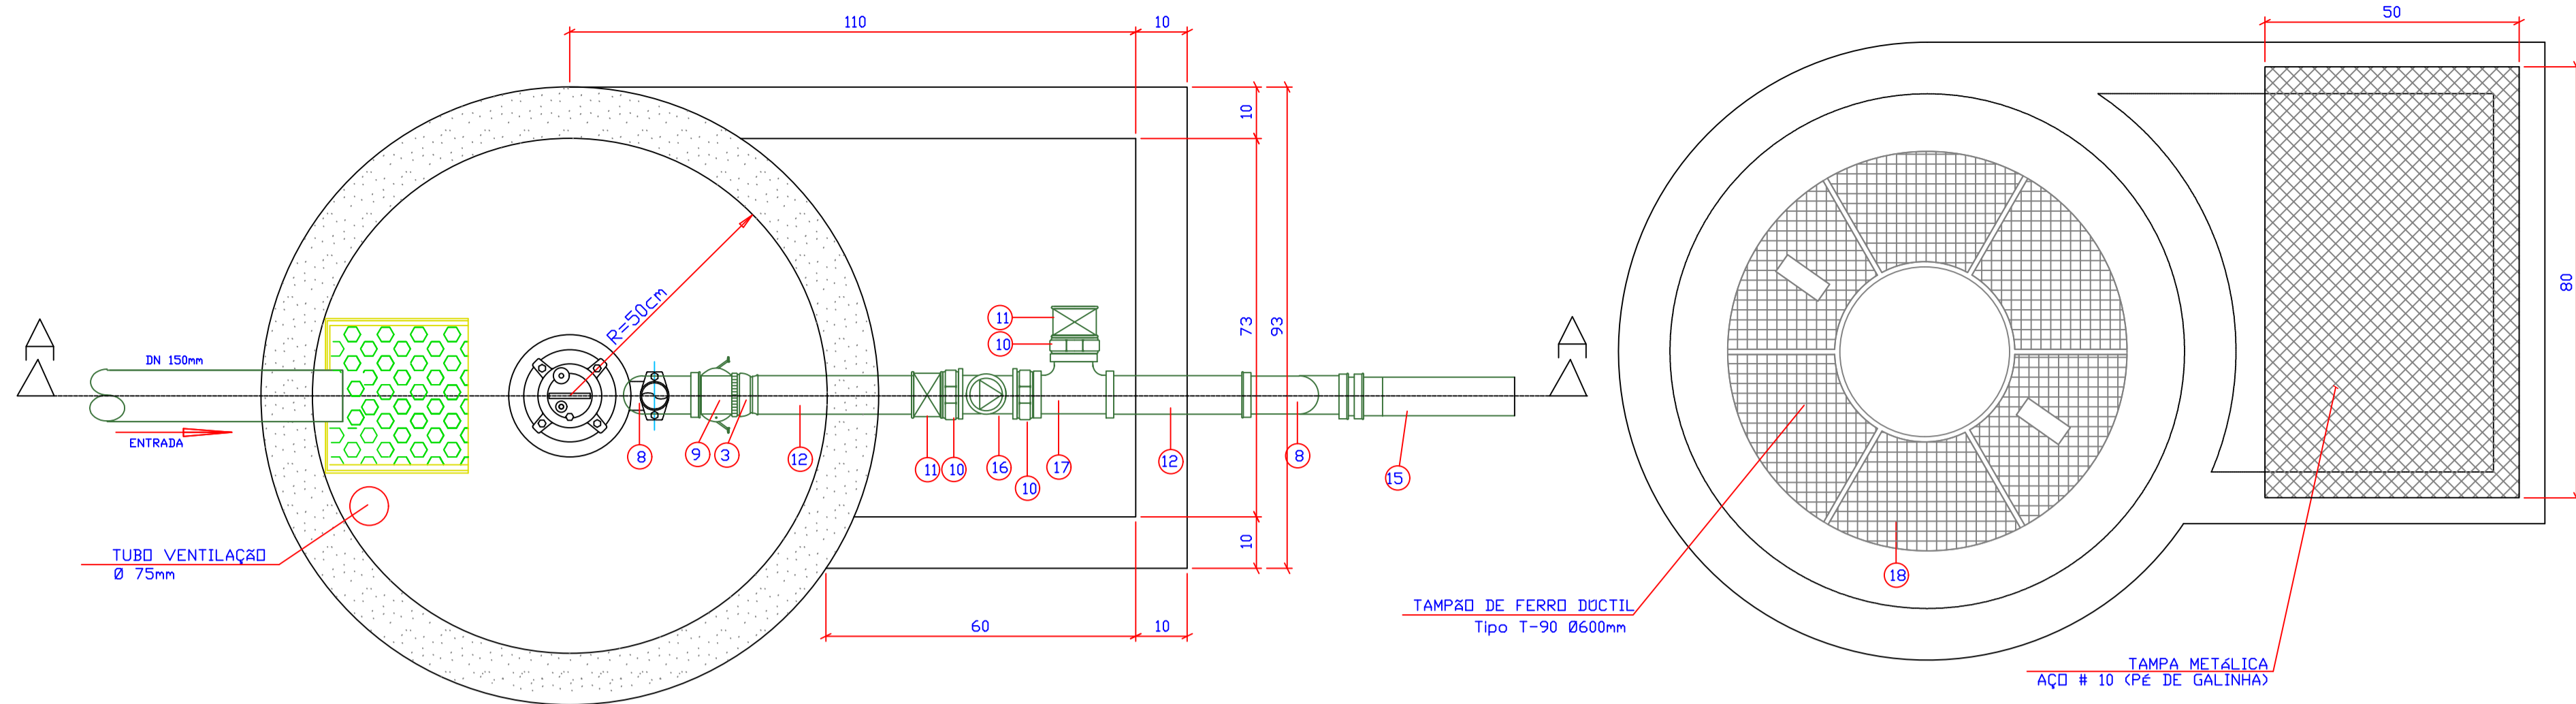 110
10
50
10
R=50cm
73
93
80
DN 150mm
ENTRADA
11
10
8
9
3
12
11
10
16
10
17
12
8
15
A
A
10
TUBO VENTILAÇÃO
Ø 75mm
18
TAMPÃO DE FERRO DÚCTIL
Tipo T-90 Ø600mm
60
10
TAMPA METÁLICA
AÇO # 10 (PÉ DE GALINHA)